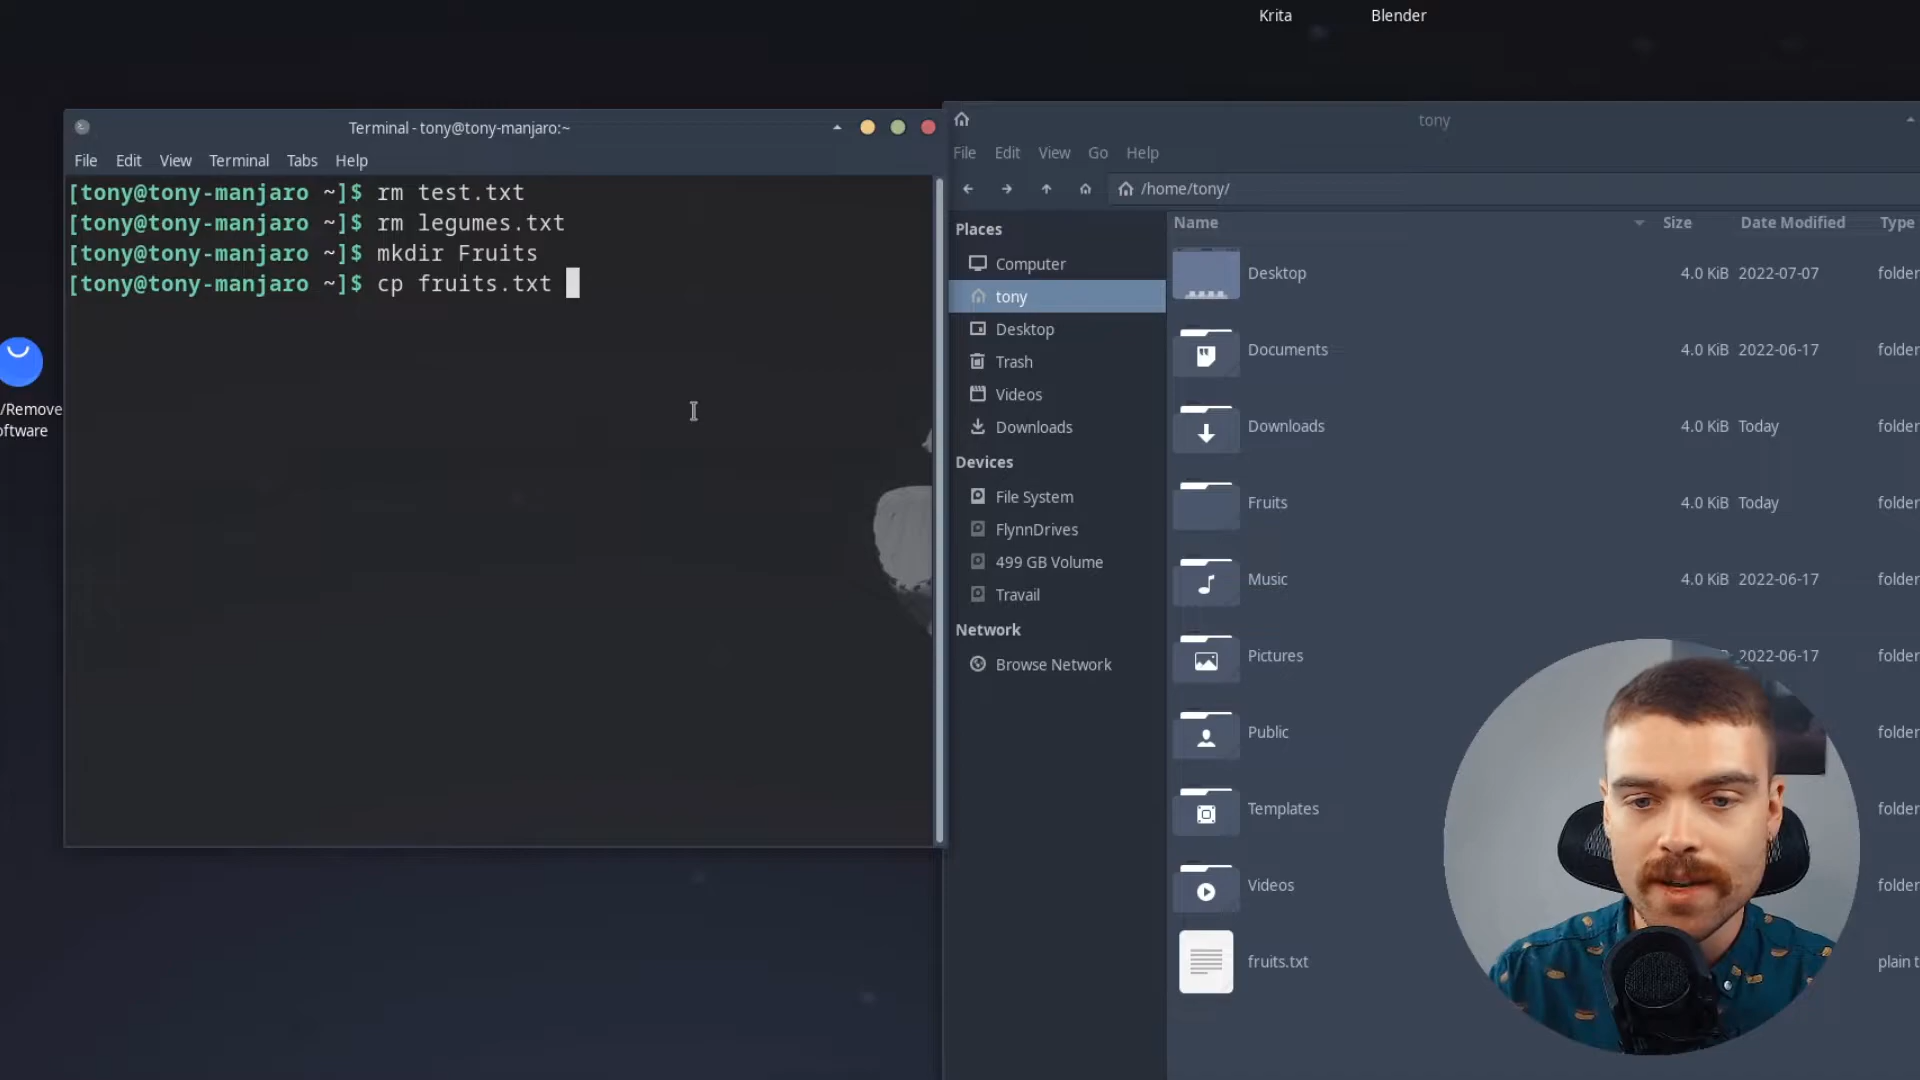 Krita
Blender
Terminal - tony@tony-manjaro:~
File Edit View Terminal Tabs Help
[tony@tony-manjaro ~]$ rm test.txt
[tony@tony-manjaro ~]$ rm legumes.txt
[tony@tony-manjaro ~]$ mkdir Fruits
[tony@tony-manjaro ~]$ cp fruits.txt
/Remove
oftware
tony
File Edit View Go Help
/home/tony/
Places
Computer
tony
Desktop
Trash
Videos
Downloads
Devices
File System
FlynnDrives
499 GB Volume
Travail
Network
Browse Network
Name Size Date Modified Type
Desktop 4.0 KiB 2022-07-07 folder
Documents 4.0 KiB 2022-06-17 folder
Downloads 4.0 KiB Today folder
Fruits 4.0 KiB Today folder
Music 4.0 KiB 2022-06-17 folder
Pictures 2022-06-17 folder
Public folder
Templates folder
Videos folder
fruits.txt plain t